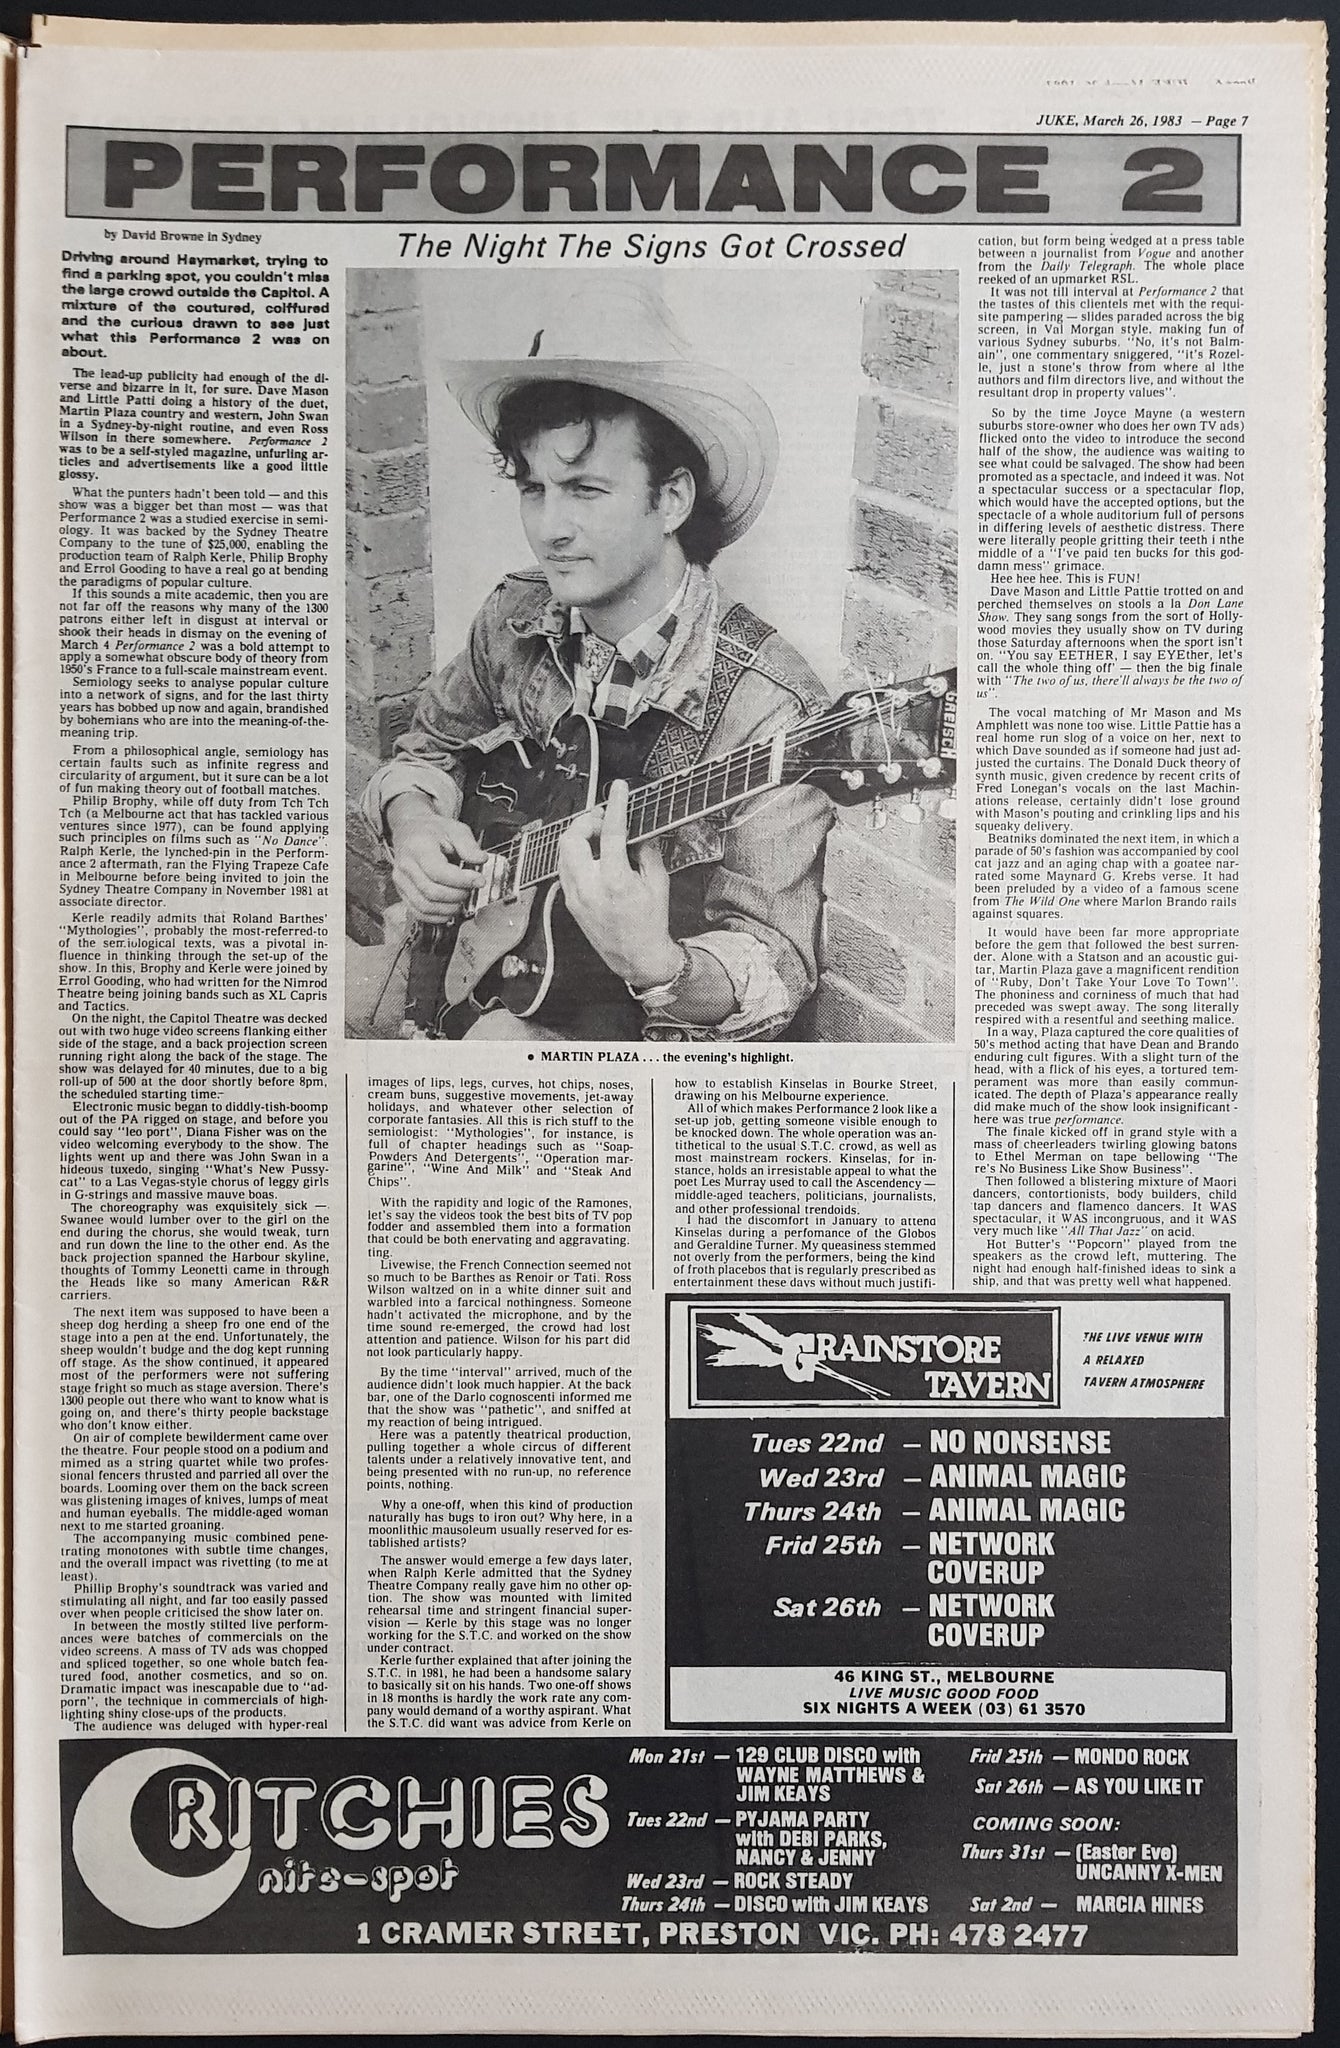 JUKE, March 26, 1983 — Page 7
PERFORMANCE 2
The Night The Signs Got Crossed
by David Browne in Sydney
Driving around Haymarket, trying to
find a parking spot, you couldn't miss
the large crowd outside the Capitol. A
mixture of the coutured, coiffured
and the curious drawn to see just
what this Performance 2 was on
about.
The lead-up publicity had enough of the di-
verse and bizarre in it, for sure. Dave Mason
and Little Patti doing a history of the duet,
Martin Plaza country and western, John Swan
in a Sydney-by-night routine, and even Ross
Wilson in there somewhere. Performance 2
was to be a self-styled magazine, unfurling ar-
ticles and advertisements like a good little
glossy.
What the punters hadn't been told — and this
show was a bigger bet than most — was that
Performance 2 was a studied exercise in semi-
ology. It was backed by the Sydney Theatre
Company to the tune of $25,000, enabling the
production team of Ralph Kerle, Philip Brophy
and Errol Gooding to have a real go at bending
the paradigms of popular culture.
If this sounds a mite academic, then you are
not far off the reasons why many of the 1300
patrons either left in disgust at interval or
shook their heads in dismay on the evening of
March 4 Performance 2 was a bold attempt to
apply a somewhat obscure body of theory from
1950's France to a full-scale mainstream event.
Semiology seeks to analyse popular culture
into a network of signs, and for the last thirty
years has bobbed up now and again, brandished
by bohemians who are into the meaning-of-the-
meaning trip.
From a philosophical angle, semiology has
certain faults such as infinite regress and
circularity of argument, but it sure can be a lot
of fun making theory out of football matches.
Philip Brophy, while off duty from Tch Tch
Tch (a Melbourne act that has tackled various
ventures since 1977), can be found applying
such principles on films such as "No Dance".
Ralph Kerle, the lynched-pin in the Perform-
ance 2 aftermath, ran the Flying Trapeze Cafe
in Melbourne before being invited to join the
Sydney Theatre Company in November 1981 at
associate director.
Kerle readily admits that Roland Barthes'
"Mythologies", probably the most-referred-to
of the semiological texts, was a pivotal in-
fluence in thinking through the set-up of the
show. In this, Brophy and Kerle were joined by
Errol Gooding, who had written for the Nimrod
Theatre being joining bands such as XL Capris
and Tactics.
On the night, the Capitol Theatre was decked
out with two huge video screens flanking either
side of the stage, and a back projection screen
running right along the back of the stage. The
show was delayed for 40 minutes, due to a big
roll-up of 500 at the door shortly before 8pm,
the scheduled starting time.
Electronic music began to diddly-tish-boomp
out of the PA rigged on stage, and before you
could say "leo port", Diana Fisher was on the
video welcoming everybody to the show. The
lights went up and there was John Swan in a
hideous tuxedo, singing "What's New Pussy-
cat" to a Las Vegas-style chorus of leggy girls
in G-strings and massive mauve boas.
The choreography was exquisitely sick —
Swanee would lumber over to the girl on the
end during the chorus, she would tweak, turn
and run down the line to the other end. As the
back projection spanned the Harbour skyline,
thoughts of Tommy Leonetti came in through
the Heads like so many American R&R
carriers.
The next item was supposed to have been a
sheep dog herding a sheep fro one end of the
stage into a pen at the end. Unfortunately, the
sheep wouldn't budge and the dog kept running
off stage. As the show continued, it appeared
most of the performers were not suffering
stage fright so much as stage aversion. There's
1300 people out there who want to know what is
going on, and there's thirty people backstage
who don't know either.
On air of complete bewilderment came over
the theatre. Four people stood on a podium and
mimed as a string quartet while two profes-
sional fencers thrusted and parried all over the
boards. Looming over them on the back screen
was glistening images of knives, lumps of meat
and human eyeballs. The middle-aged woman
next to me started groaning.
The accompanying music combined pene-
trating monotones with subtle time changes,
and the overall impact was rivetting (to me at
least).
Phillip Brophy's soundtrack was varied and
stimulating all night, and far too easily passed
over when people criticised the show later on.
In between the mostly stilted live perform-
ances were batches of commercials on the
video screens. A mass of TV ads was chopped
and spliced together, so one whole batch fea-
tured food, another cosmetics, and so on.
Dramatic impact was inescapable due to "ad-
porn", the technique in commercials of high-
lighting shiny close-ups of the products.
The audience was deluged with hyper-real
GRETSCH
• MARTIN PLAZA . . . the evening's highlight.
images of lips, legs, curves, hot chips, noses,
cream buns, suggestive movements, jet-away
holidays, and whatever other selection of
corporate fantasies. All this is rich stuff to the
semiologist: "Mythologies", for instance, is
full of chapter headings such as "Soap-
Powders And Detergents", "Operation mar-
garine", "Wine And Milk" and "Steak And
Chips".
With the rapidity and logic of the Ramones,
let's say the videos took the best bits of TV pop
fodder and assembled them into a formation
that could be both enervating and aggravating.
ting.
Livewise, the French Connection seemed not
so much to be Barthes as Renoir or Tati. Ross
Wilson waltzed on in a white dinner suit and
warbled into a farcical nothingness. Someone
hadn't activated the microphone, and by the
time sound re-emerged, the crowd had lost
attention and patience. Wilson for his part did
not look particularly happy.
By the time "interval" arrived, much of the
audience didn't look much happier. At the back
bar, one of the Darlo cognoscenti informed me
that the show was "pathetic", and sniffed at
my reaction of being intrigued.
Here was a patently theatrical production,
pulling together a whole circus of different
talents under a relatively innovative tent, and
being presented with no run-up, no reference
points, nothing.
Why a one-off, when this kind of production
naturally has bugs to iron out? Why here, in a
moonlithic mausoleum usually reserved for es-
tablished artists?
The answer would emerge a few days later,
when Ralph Kerle admitted that the Sydney
Theatre Company really gave him no other op-
tion. The show was mounted with limited
rehearsal time and stringent financial super-
vision — Kerle by this stage was no longer
working for the S.T.C. and worked on the show
under contract.
Kerle further explained that after joining the
S.T.C. in 1981, he had been a handsome salary
to basically sit on his hands. Two one-off shows
in 18 months is hardly the work rate any com-
pany would demand of a worthy aspirant. What
the S.T.C. did want was advice from Kerle on
how to establish Kinselas in Bourke Street,
drawing on his Melbourne experience.
All of which makes Performance 2 look like a
set-up job, getting someone visible enough to
be knocked down. The whole operation was an-
tithetical to the usual S.T.C. crowd, as well as
most mainstream rockers. Kinselas, for in-
stance, holds an irresistable appeal to what the
poet Les Murray used to call the Ascendency —
middle-aged teachers, politicians, journalists,
and other professional trendoids.
I had the discomfort in January to attend
Kinselas during a perfomance of the Globos
and Geraldine Turner. My queasiness stemmed
not overly from the performers, being the kind
of froth placebos that is regularly prescribed as
entertainment these days without much justifi-
cation, but form being wedged at a press table
between a journalist from Vogue and another
from the Daily Telegraph. The whole place
reeked of an upmarket RSL.
It was not till interval at Performance 2 that
the tastes of this clientels met with the requi-
site pampering — slides paraded across the big
screen, in Val Morgan style, making fun of
various Sydney suburbs. "No, it's not Balm-
ain", one commentary sniggered, "it's Rozel-
le, just a stone's throw from where al lthe
authors and film directors live, and without the
resultant drop in property values".
So by the time Joyce Mayne (a western
suburbs store-owner who does her own TV ads)
flicked onto the video to introduce the second
half of the show, the audience was waiting to
see what could be salvaged. The show had been
promoted as a spectacle, and indeed it was. Not
a spectacular success or a spectacular flop,
which would have the accepted options, but the
spectacle of a whole auditorium full of persons
in differing levels of aesthetic distress. There
were literally people gritting their teeth i nthe
middle of a "I've paid ten bucks for this god-
damn mess" grimace.
Hee hee hee. This is FUN!
Dave Mason and Little Pattie trotted on and
perched themselves on stools a la Don Lane
Show. They sang songs from the sort of Holly-
wood movies they usually show on TV during
those Saturday afternoons when the sport isn't
on. "You say EETHER, I say EYEther, let's
call the whole thing off' — then the big finale
with "The two of us, there'll always be the two of
us".
The vocal matching of Mr Mason and Ms
Amphlett was none too wise. Little Pattie has a
real home run slog of a voice on her, next to
which Dave sounded as if someone had just ad-
justed the curtains. The Donald Duck theory of
synth music, given credence by recent crits of
Fred Lonegan's vocals on the last Machin-
ations release, certainly didn't lose ground
with Mason's pouting and crinkling lips and his
squeaky delivery.
Beatniks dominated the next item, in which a
parade of 50's fashion was accompanied by cool
cat jazz and an aging chap with a goatee nar-
rated some Maynard G. Krebs verse. It had
been preluded by a video of a famous scene
from The Wild One where Marlon Brando rails
against squares.
It would have been far more appropriate
before the gem that followed the best surren-
der. Alone with a Statson and an acoustic gui-
tar, Martin Plaza gave a magnificent rendition
of "Ruby, Don't Take Your Love To Town".
The phoniness and corniness of much that had
preceded was swept away. The song literally
respired with a resentful and seething malice.
In a way, Plaza captured the core qualities of
50's method acting that have Dean and Brando
enduring cult figures. With a slight turn of the
head, with a flick of his eyes, a tortured tem-
perament was more than easily commun-
icated. The depth of Plaza's appearance really
did make much of the show look insignificant -
here was true performance.
The finale kicked off in grand style with a
mass of cheerleaders twirling glowing batons
to Ethel Merman on tape bellowing "The
re's No Business Like Show Business".
Then followed a blistering mixture of Maori
dancers, contortionists, body builders, child
tap dancers and flamenco dancers. It WAS
spectacular, it WAS incongruous, and it WAS
very much like "All That Jazz" on acid.
Hot Butter's "Popcorn" played from the
speakers as the crowd left, muttering. The
night had enough half-finished ideas to sink a
ship, and that was pretty well what happened.
GRAINSTORE
TAVERN
THE LIVE VENUE WITH
A RELAXED
TAVERN ATMOSPHERE
Tues 22nd — NO NONSENSE
Wed 23rd — ANIMAL MAGIC
Thurs 24th — ANIMAL MAGIC
Frid 25th — NETWORK
COVERUP
Sat 26th — NETWORK
COVERUP
46 KING ST., MELBOURNE
LIVE MUSIC GOOD FOOD
SIX NIGHTS A WEEK (03) 61 3570
RITCHIES
nite-spot
Mon 21st — 129 CLUB DISCO with
WAYNE MATTHEWS &
JIM KEAYS
Tues 22nd — PYJAMA PARTY
with DEBI PARKS,
NANCY & JENNY
Wed 23rd — ROCK STEADY
Thurs 24th — DISCO with JIM KEAYS
Frid 25th — MONDO ROCK
Sat 26th — AS YOU LIKE IT
COMING SOON:
Thurs 31st — (Easter Eve)
UNCANNY X-MEN
Sat 2nd — MARCIA HINES
1 CRAMER STREET, PRESTON VIC. PH: 478 2477